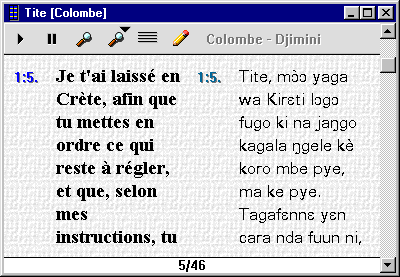 Tite [Colombe]
Colombe - Djimini
1:5. Je t'ai laissé en
Crète, afin que
tu mettes en
ordre ce qui
reste à régler,
et que, selon
mes
instructions, tu
1:5. Tite, mɔ̀ɔ yaga
wa Kirɛti lɔgɔ
fugo ki na jaŋgo
kagala ŋgele kè
koro mbe pye,
ma ke pye.
Tagafɛnnɛ yɛn
cara nda fuun ni,
5/46